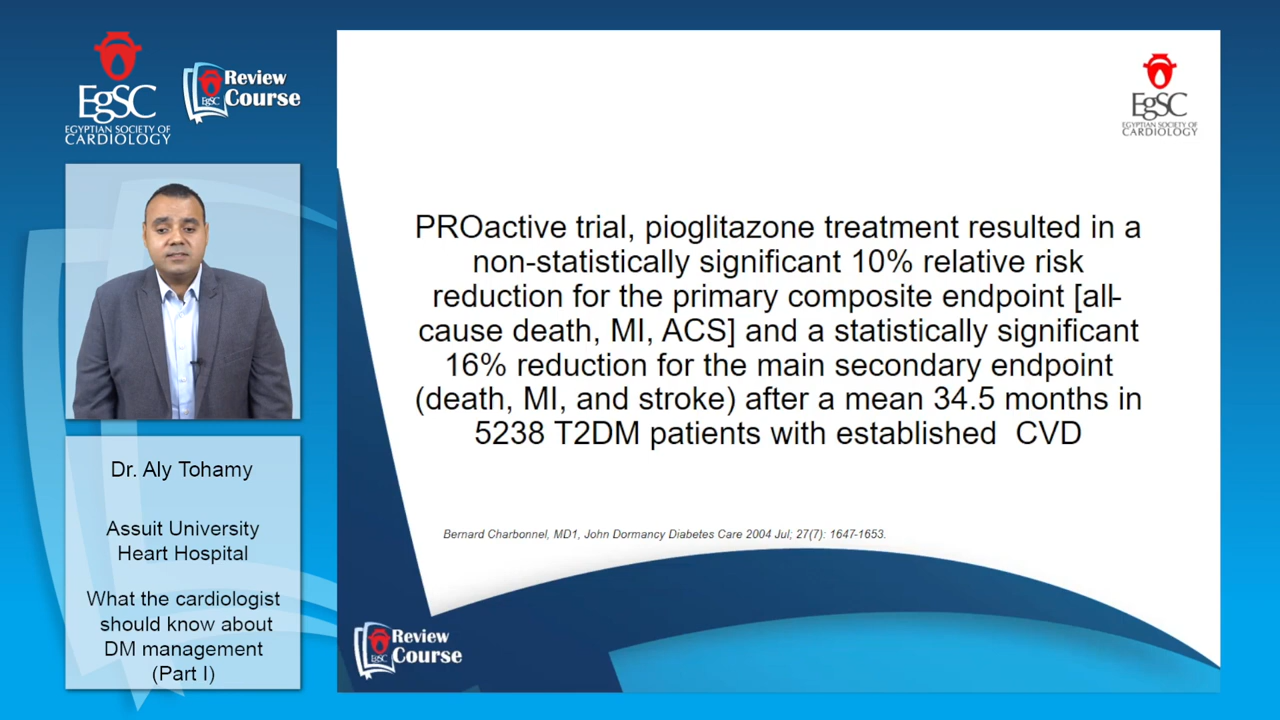 EgSC
EGYPTIAN SOCIETY OF
CARDIOLOGY
Review
Course
EgSC
Dr. Aly Tohamy
Assuit University
Heart Hospital
What the cardiologist
should know about
DM management
(Part I)
EgSC
EGYPTIAN SOCIETY OF
CARDIOLOGY
PROactive trial, pioglitazone treatment resulted in a
non-statistically significant 10% relative risk
reduction for the primary composite endpoint [all-
cause death, MI, ACS] and a statistically significant
16% reduction for the main secondary endpoint
(death, MI, and stroke) after a mean 34.5 months in
5238 T2DM patients with established CVD
Bernard Charbonnel, MD1, John Dormancy Diabetes Care 2004 Jul; 27(7): 1647-1653.
Review
Course
EgSC